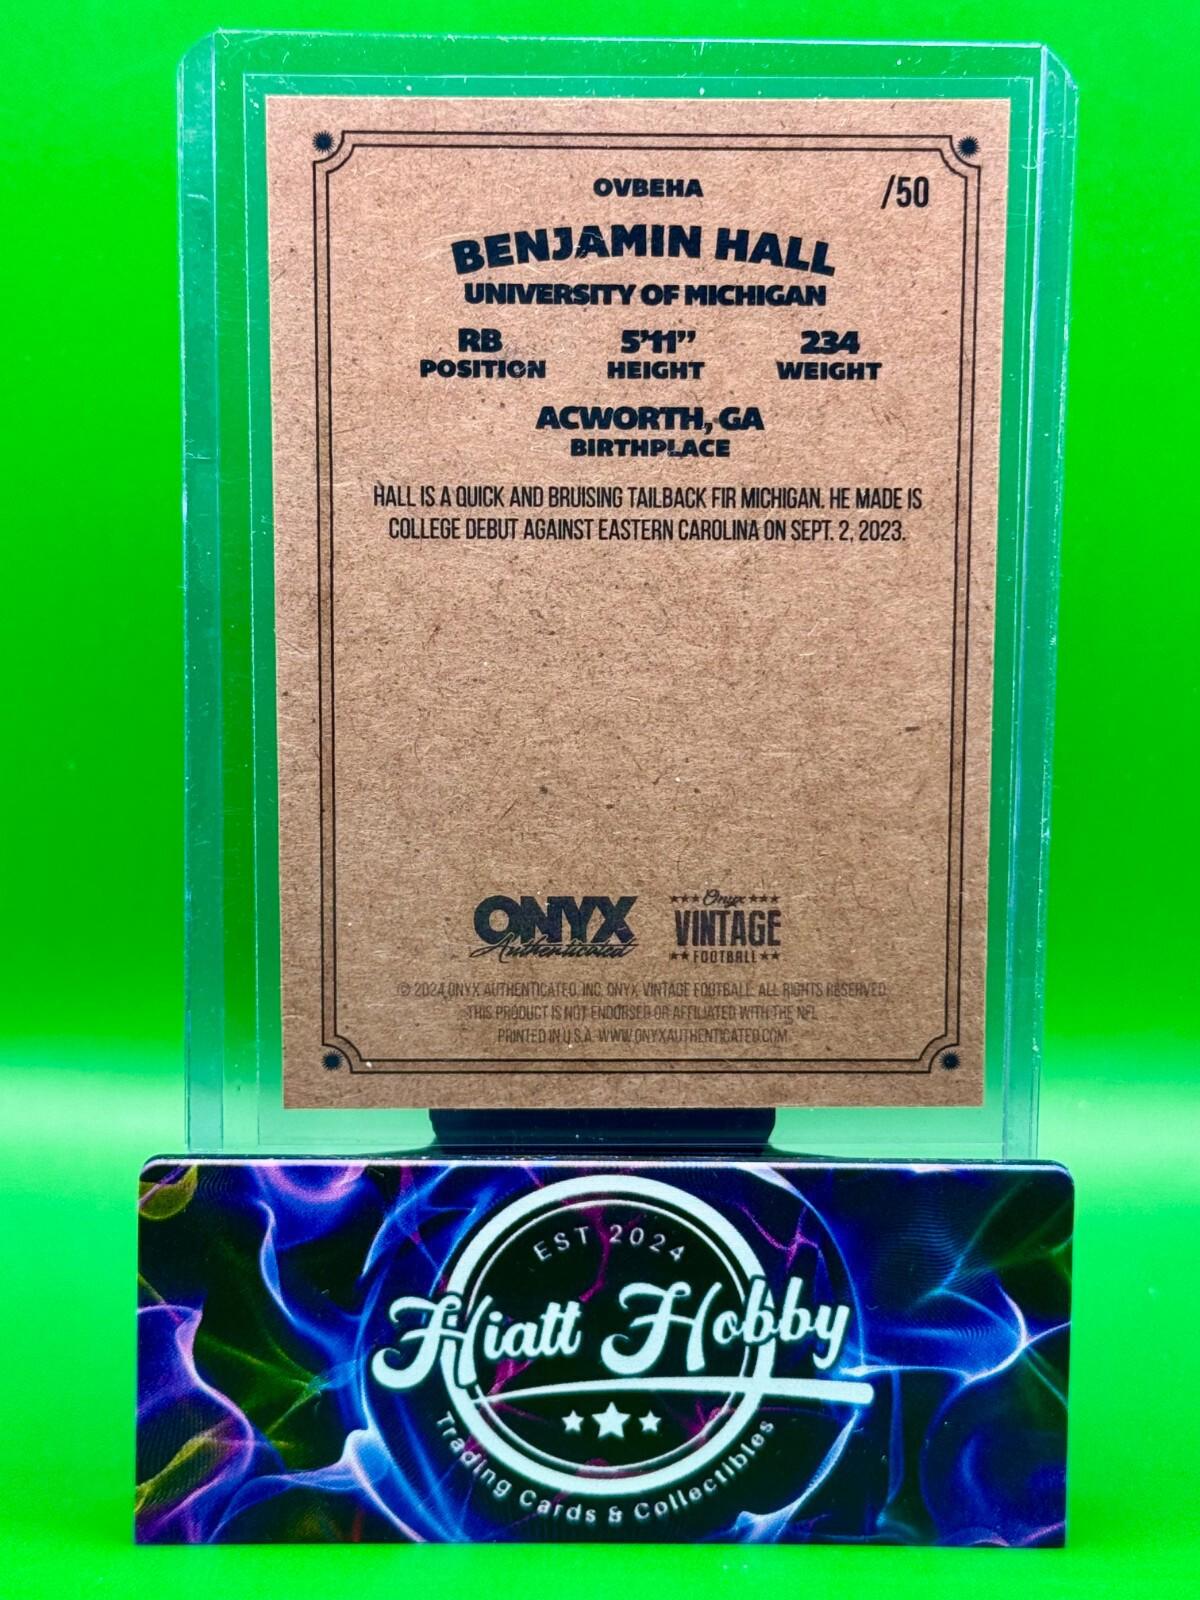 OVBEHA
/50
BENJAMIN HALL
UNIVERSITY OF MICHIGAN
RB 5'11" 234
POSITION HEIGHT WEIGHT
ACWORTH, GA
BIRTHPLACE
HALL IS A QUICK AND BRUISING TAILBACK FIR MICHIGAN. HE MADE IS
COLLEGE DEBUT AGAINST EASTERN CAROLINA ON SEPT. 2, 2023.
ONYX
Authenticated
Onyx
VINTAGE
FOOTBALL
© 2024 ONYX AUTHENTICATED, INC. ONYX VINTAGE FOOTBALL. ALL RIGHTS RESERVED.
THIS PRODUCT IS NOT ENDORSED OR AFFILIATED WITH THE NFL.
PRINTED IN U.S.A. WWW.ONYXAUTHENTICATED.COM
EST 2024
Hiatt Hobby
Trading Cards & Collectibles